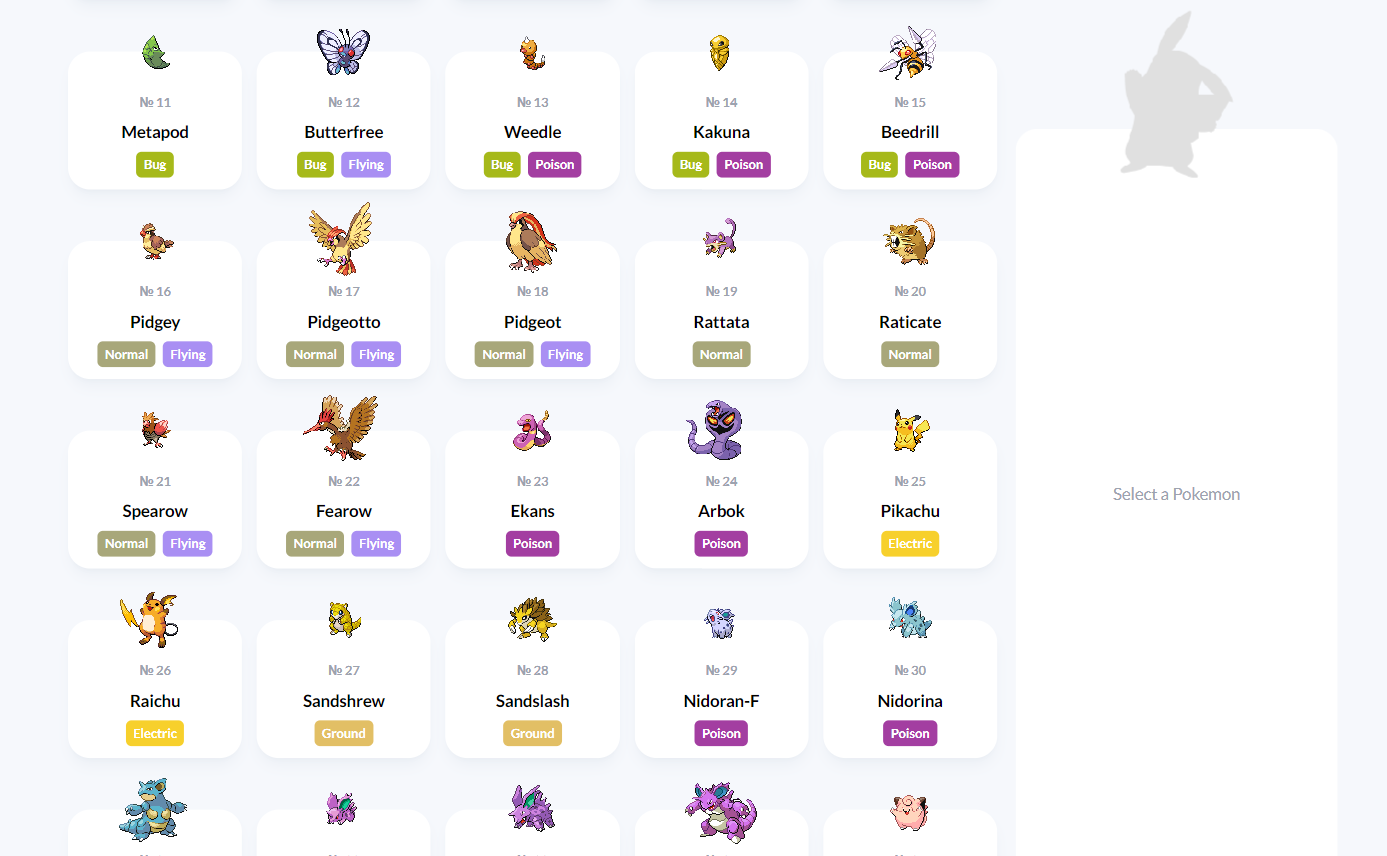 № 11
Metapod
Bug
№ 12
Butterfree
Bug Flying
№ 13
Weedle
Bug Poison
№ 14
Kakuna
Bug Poison
№ 15
Beedrill
Bug Poison
№ 16
Pidgey
Normal Flying
№ 17
Pidgeotto
Normal Flying
№ 18
Pidgeot
Normal Flying
№ 19
Rattata
Normal
№ 20
Raticate
Normal
№ 21
Spearow
Normal Flying
№ 22
Fearow
Normal Flying
№ 23
Ekans
Poison
№ 24
Arbok
Poison
№ 25
Pikachu
Electric
№ 26
Raichu
Electric
№ 27
Sandshrew
Ground
№ 28
Sandslash
Ground
№ 29
Nidoran-F
Poison
№ 30
Nidorina
Poison
Select a Pokemon